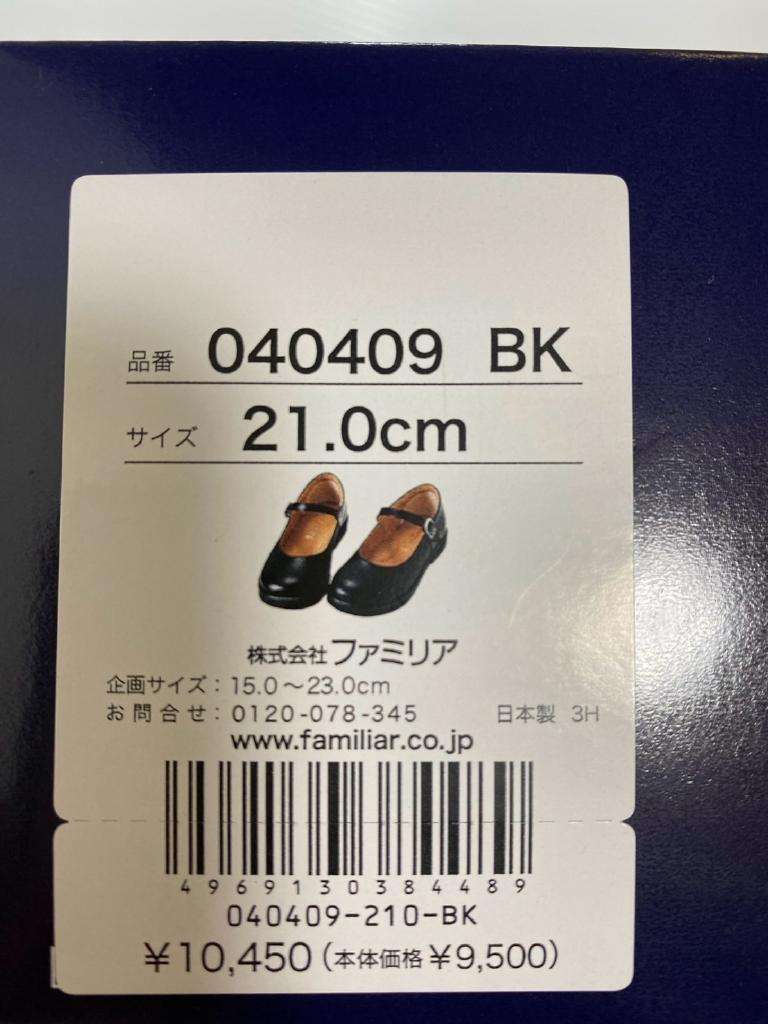 品番 040409 BK
サイズ 21.0cm
株式会社ファミリア
企画サイズ：15.0～23.0cm
お問合せ：0120-078-345 日本製 3H
www.familiar.co.jp
4969130384489
040409-210-BK
￥10,450（本体価格￥9,500）